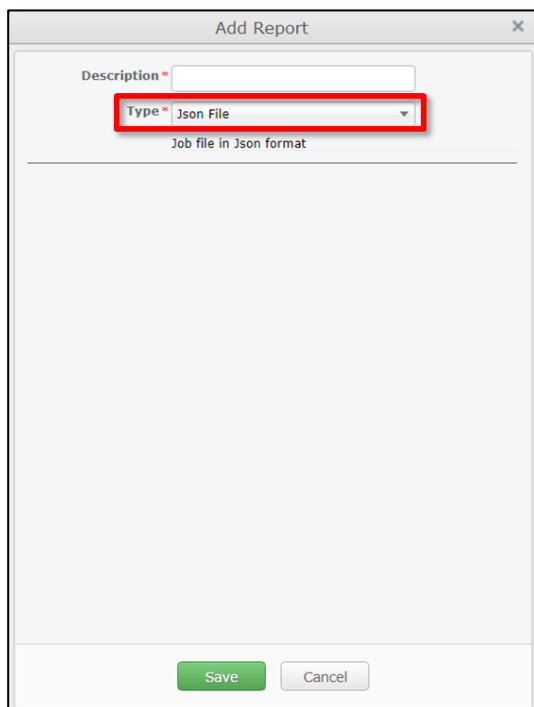 Add Report ×
Description *
Type * Json File
Job file in Json format
Save Cancel